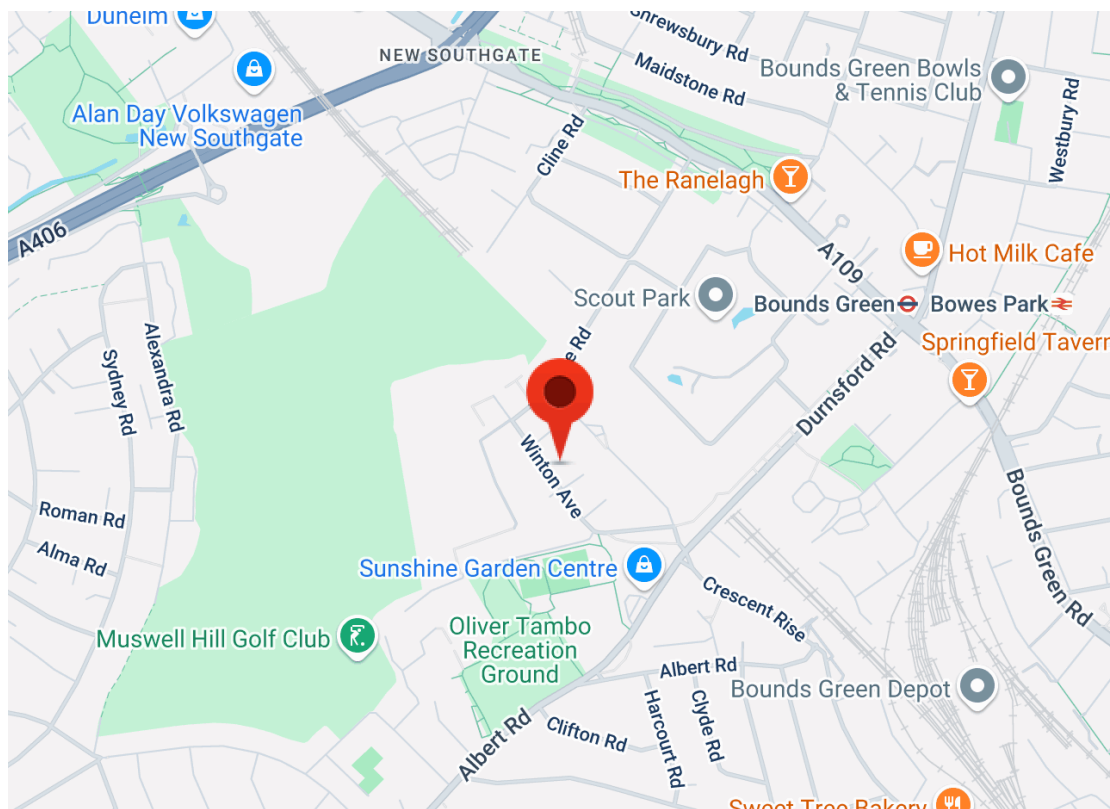 Dunelm
NEW SOUTHGATE
Shrewsbury Rd
Maidstone Rd
Bounds Green Bowls
& Tennis Club
Westbury Rd
Alan Day Volkswagen
New Southgate
Cline Rd
The Ranelagh
A406
A109
Hot Milk Cafe
Scout Park
Bounds Green
Bowes Park
Springfield Tavern
Alexandra Rd
Sydney Rd
e Rd
Durnsford Rd
Winton Ave
Roman Rd
Alma Rd
Bounds Green Rd
Sunshine Garden Centre
Crescent Rise
Muswell Hill Golf Club
Oliver Tambo
Recreation
Ground
Albert Rd
Bounds Green Depot
Harcourt Rd
Clyde Rd
Clifton Rd
Albert Rd
Sweet Tree Bakery